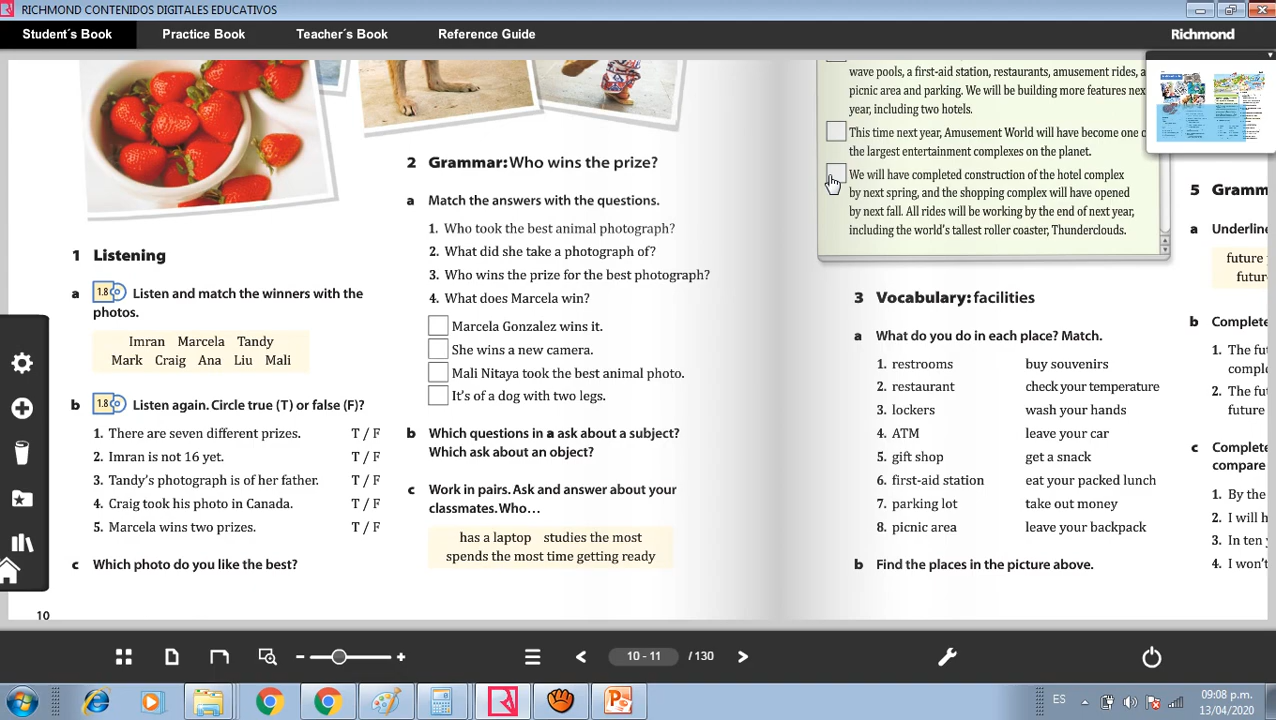 RICHMOND CONTENIDOS DIGITALES EDUCATIVOS
Student´s Book
Practice Book
Teacher´s Book
Reference Guide
Richmond
1 Listening
a 1.8 Listen and match the winners with the
photos.
Imran Marcela Tandy
Mark Craig Ana Liu Mali
b 1.8 Listen again. Circle true (T) or false (F)?
1. There are seven different prizes. T / F
2. Imran is not 16 yet. T / F
3. Tandy's photograph is of her father. T / F
4. Craig took his photo in Canada. T / F
5. Marcela wins two prizes. T / F
c Which photo do you like the best?
10
2 Grammar: Who wins the prize?
a Match the answers with the questions.
1. Who took the best animal photograph?
2. What did she take a photograph of?
3. Who wins the prize for the best photograph?
4. What does Marcela win?
Marcela Gonzalez wins it.
She wins a new camera.
Mali Nitaya took the best animal photo.
It's of a dog with two legs.
b Which questions in a ask about a subject?
Which ask about an object?
c Work in pairs. Ask and answer about your
classmates. Who…
has a laptop studies the most
spends the most time getting ready
wave pools, a first-aid station, restaurants, amusement rides, a
picnic area and parking. We will be building more features nex
year, including two hotels.
This time next year, Amusement World will have become one o
the largest entertainment complexes on the planet.
We will have completed construction of the hotel complex
by next spring, and the shopping complex will have opened
by next fall. All rides will be working by the end of next year,
including the world's tallest roller coaster, Thunderclouds.
3 Vocabulary: facilities
a What do you do in each place? Match.
1. restrooms buy souvenirs
2. restaurant check your temperature
3. lockers wash your hands
4. ATM leave your car
5. gift shop get a snack
6. first-aid station eat your packed lunch
7. parking lot take out money
8. picnic area leave your backpack
b Find the places in the picture above.
5 Gramm
a Underline
future
futur
b Complete
1. The fu
comple
2. The fu
future
c Complete
compare
1. By the
2. I will h
3. In ten y
4. I won't
10 - 11 / 130
ES
09:08 p.m.
13/04/2020